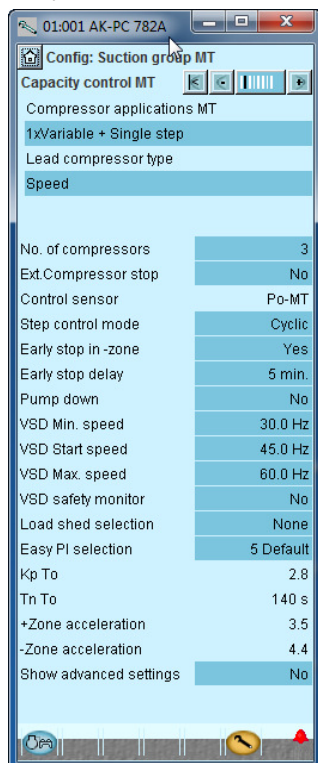 01:001 AK-PC 782A
Config: Suction group MT
Capacity control MT
Compressor applications MT
1xVariable + Single step
Lead compressor type
Speed
No. of compressors 3
Ext.Compressor stop No
Control sensor Po-MT
Step control mode Cyclic
Early stop in -zone Yes
Early stop delay 5 min.
Pump down No
VSD Min. speed 30.0 Hz
VSD Start speed 45.0 Hz
VSD Max. speed 60.0 Hz
VSD safety monitor No
Load shed selection None
Easy PI selection 5 Default
Kp To 2.8
Tn To 140 s
+Zone acceleration 3.5
-Zone acceleration 4.4
Show advanced settings No